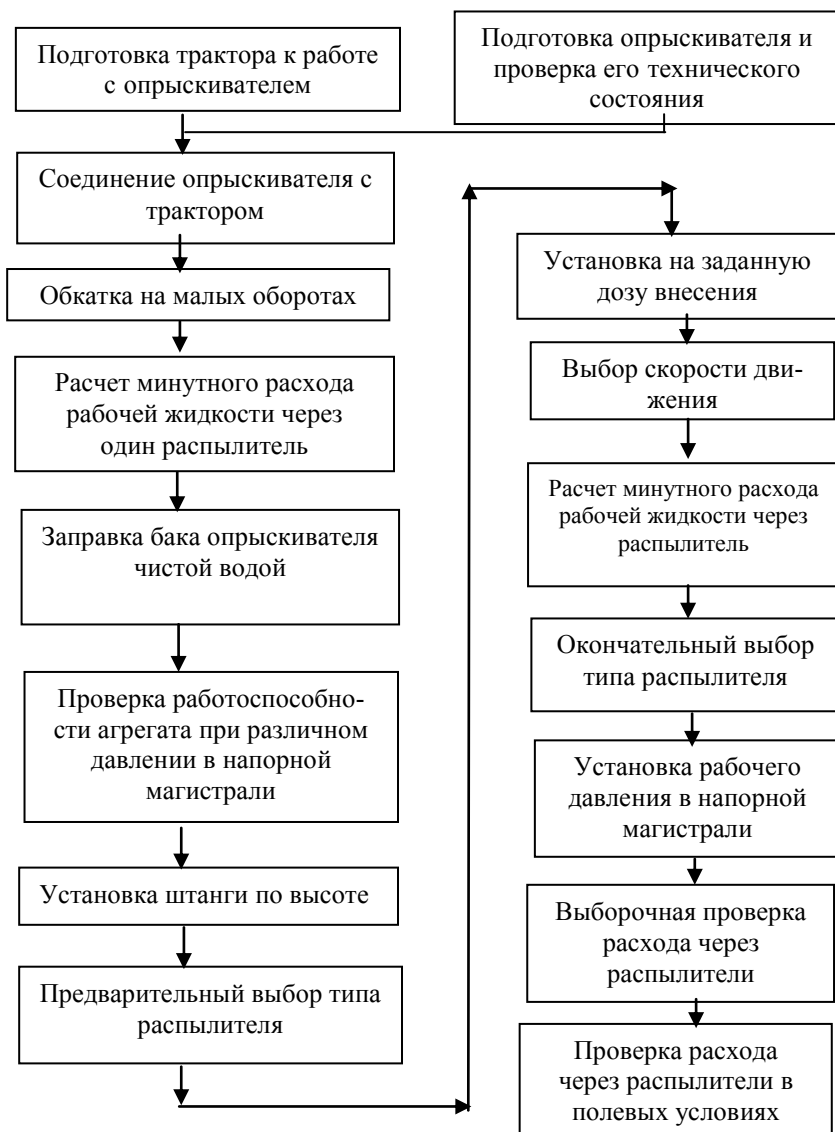 Подготовка трактора к работе
с опрыскивателем
Подготовка опрыскивателя и
проверка его технического
состояния
Соединение опрыскивателя с
трактором
Обкатка на малых оборотах
Расчет минутного расхода
рабочей жидкости через
один распылитель
Заправка бака опрыскивателя
чистой водой
Проверка работоспособно-
сти агрегата при различном
давлении в напорной
магистрали
Установка штанги по высоте
Предварительный выбор типа
распылителя
Установка на заданную
дозу внесения
Выбор скорости дви-
жения
Расчет минутного расхода
рабочей жидкости через
распылитель
Окончательный выбор
типа распылителя
Установка рабочего
давления в напорной
магистрали
Выборочная проверка
расхода через
распылители
Проверка расхода
через распылители в
полевых условиях